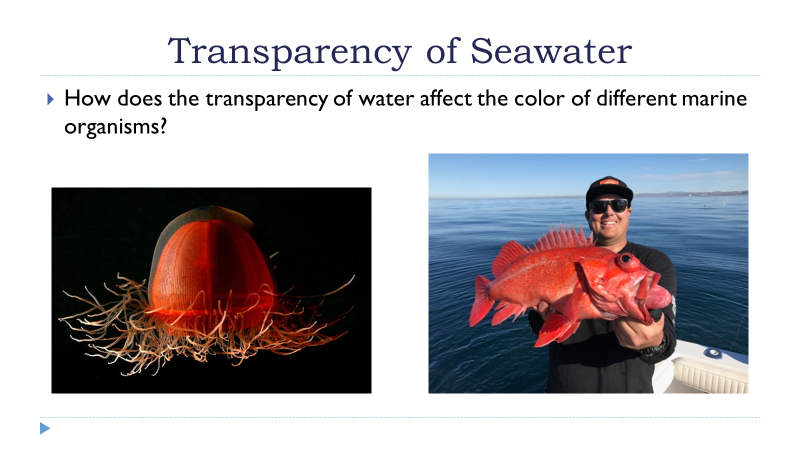 Transparency of Seawater
How does the transparency of water affect the color of different marine
organisms?